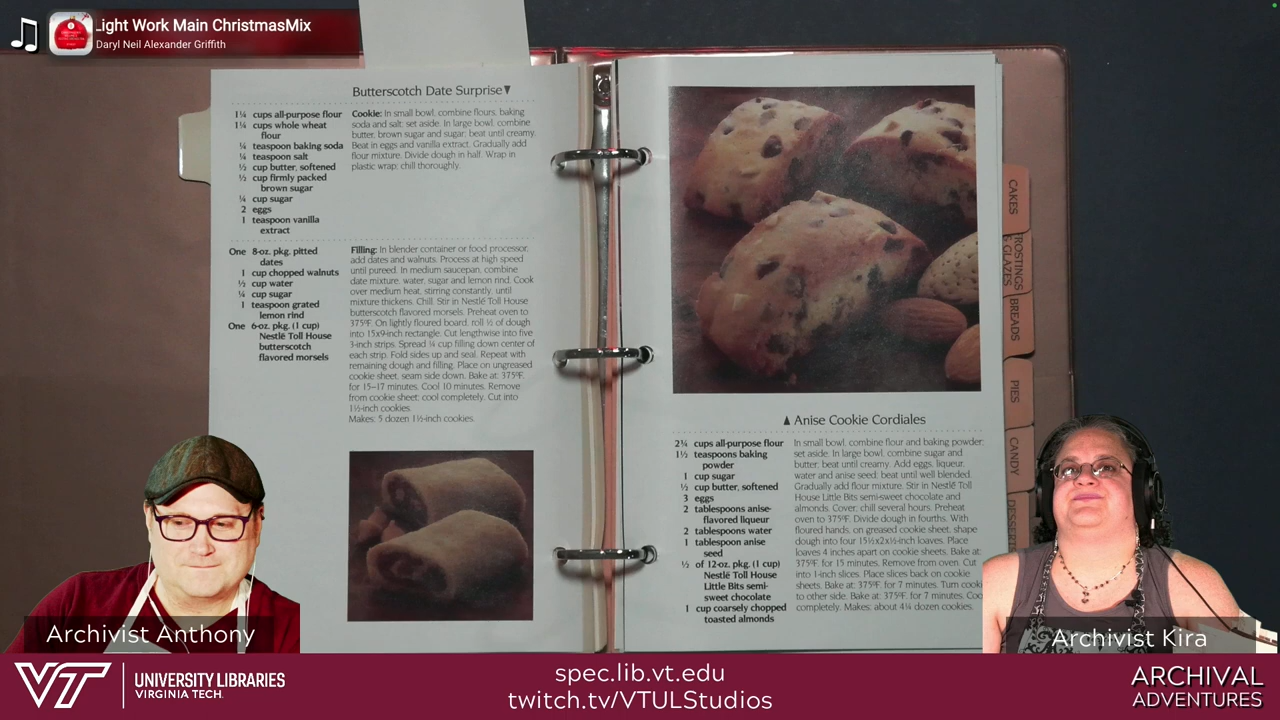 Light Work Main ChristmasMix
Daryl Neil Alexander Griffith
Butterscotch Date Surprise▼
1¼ cups all-purpose flour
1¼ cups whole wheat
flour
¼ teaspoon baking soda
¼ teaspoon salt
½ cup butter, softened
½ cup firmly packed
brown sugar
¼ cup sugar
2 eggs
1 teaspoon vanilla
extract
Cookie: In small bowl, combine flours, baking
soda and salt; set aside. In large bowl, combine
butter, brown sugar and sugar; beat until creamy.
Beat in eggs and vanilla extract. Gradually add
flour mixture. Divide dough in half. Wrap in
plastic wrap; chill thoroughly.
One 8-oz. pkg. pitted
dates
1 cup chopped walnuts
½ cup water
¼ cup sugar
1 teaspoon grated
lemon rind
One 6-oz. pkg. (1 cup)
Nestlé Toll House
butterscotch
flavored morsels
Filling: In blender container or food processor,
add dates and walnuts. Process at high speed
until pureed. In medium saucepan, combine
date mixture, water, sugar and lemon rind. Cook
over medium heat, stirring constantly, until
mixture thickens. Chill. Stir in Nestlé Toll House
butterscotch flavored morsels. Preheat oven to
375°F. On lightly floured board, roll ½ of dough
into 15x9-inch rectangle. Cut lengthwise into five
3-inch strips. Spread ¼ cup filling down center of
each strip. Fold sides up and seal. Repeat with
remaining dough and filling. Place on ungreased
cookie sheet, seam side down. Bake at: 375°F.
for 15–17 minutes. Cool 10 minutes. Remove
from cookie sheet; cool completely. Cut into
1½-inch cookies.
Makes: 5 dozen 1½-inch cookies.
▲ Anise Cookie Cordiales
2¾ cups all-purpose flour
1½ teaspoons baking
powder
1 cup sugar
½ cup butter, softened
3 eggs
2 tablespoons anise-
flavored liqueur
2 tablespoons water
1 tablespoon anise
seed
½ of 12-oz. pkg. (1 cup)
Nestlé Toll House
Little Bits semi-
sweet chocolate
1 cup coarsely chopped
toasted almonds
In small bowl, combine flour and baking powder;
set aside. In large bowl, combine sugar and
butter; beat until creamy. Add eggs, liqueur,
water and anise seed; beat until well blended.
Gradually add flour mixture. Stir in Nestlé Toll
House Little Bits semi-sweet chocolate and
almonds. Cover; chill several hours. Preheat
oven to 375°F. Divide dough in fourths. With
floured hands, on greased cookie sheet, shape
dough into four 15½x2x½-inch loaves. Place
loaves 4 inches apart on cookie sheets. Bake at:
375°F. for 15 minutes. Remove from oven. Cut
into 1-inch slices. Place slices back on cookie
sheets. Bake at: 375°F. for 7 minutes. Turn cook
to other side. Bake at: 375°F. for 7 minutes. Coo
completely. Makes: about 4¼ dozen cookies.
CAKES
FROSTINGS
& GLAZES
BREADS
PIES
CANDY
DESSERT
Archivist Anthony
Archivist Kira
VT
UNIVERSITY LIBRARIES
VIRGINIA TECH
spec.lib.vt.edu
twitch.tv/VTULStudios
ARCHIVAL
ADVENTURES